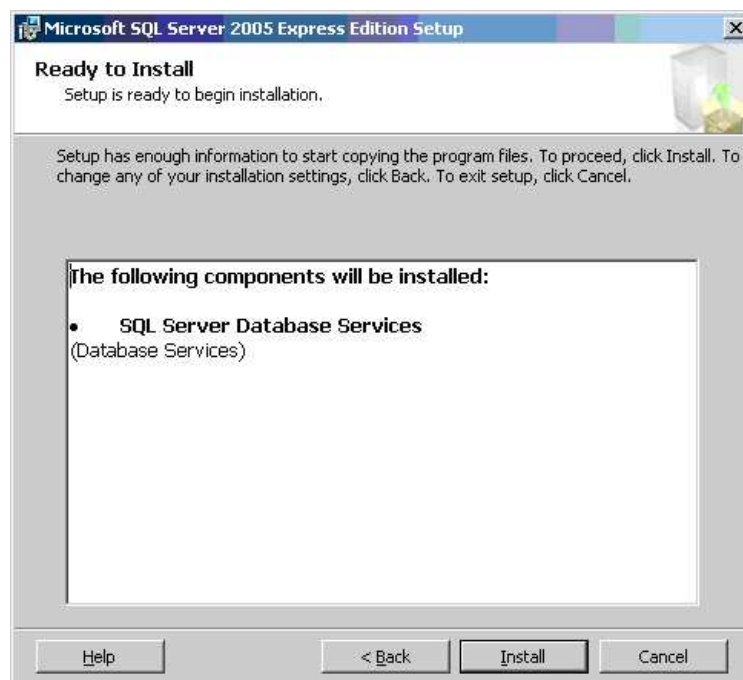 Microsoft SQL Server 2005 Express Edition Setup
Ready to Install
Setup is ready to begin installation.
Setup has enough information to start copying the program files. To proceed, click Install. To
change any of your installation settings, click Back. To exit setup, click Cancel.
The following components will be installed:
• SQL Server Database Services
(Database Services)
Help
< Back
Install
Cancel